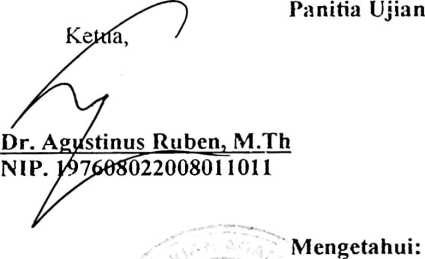 Panitia Ujian
Ketua,
Dr. Agustinus Ruben, M.Th
NIP. 197608022008011011
Mengetahui: